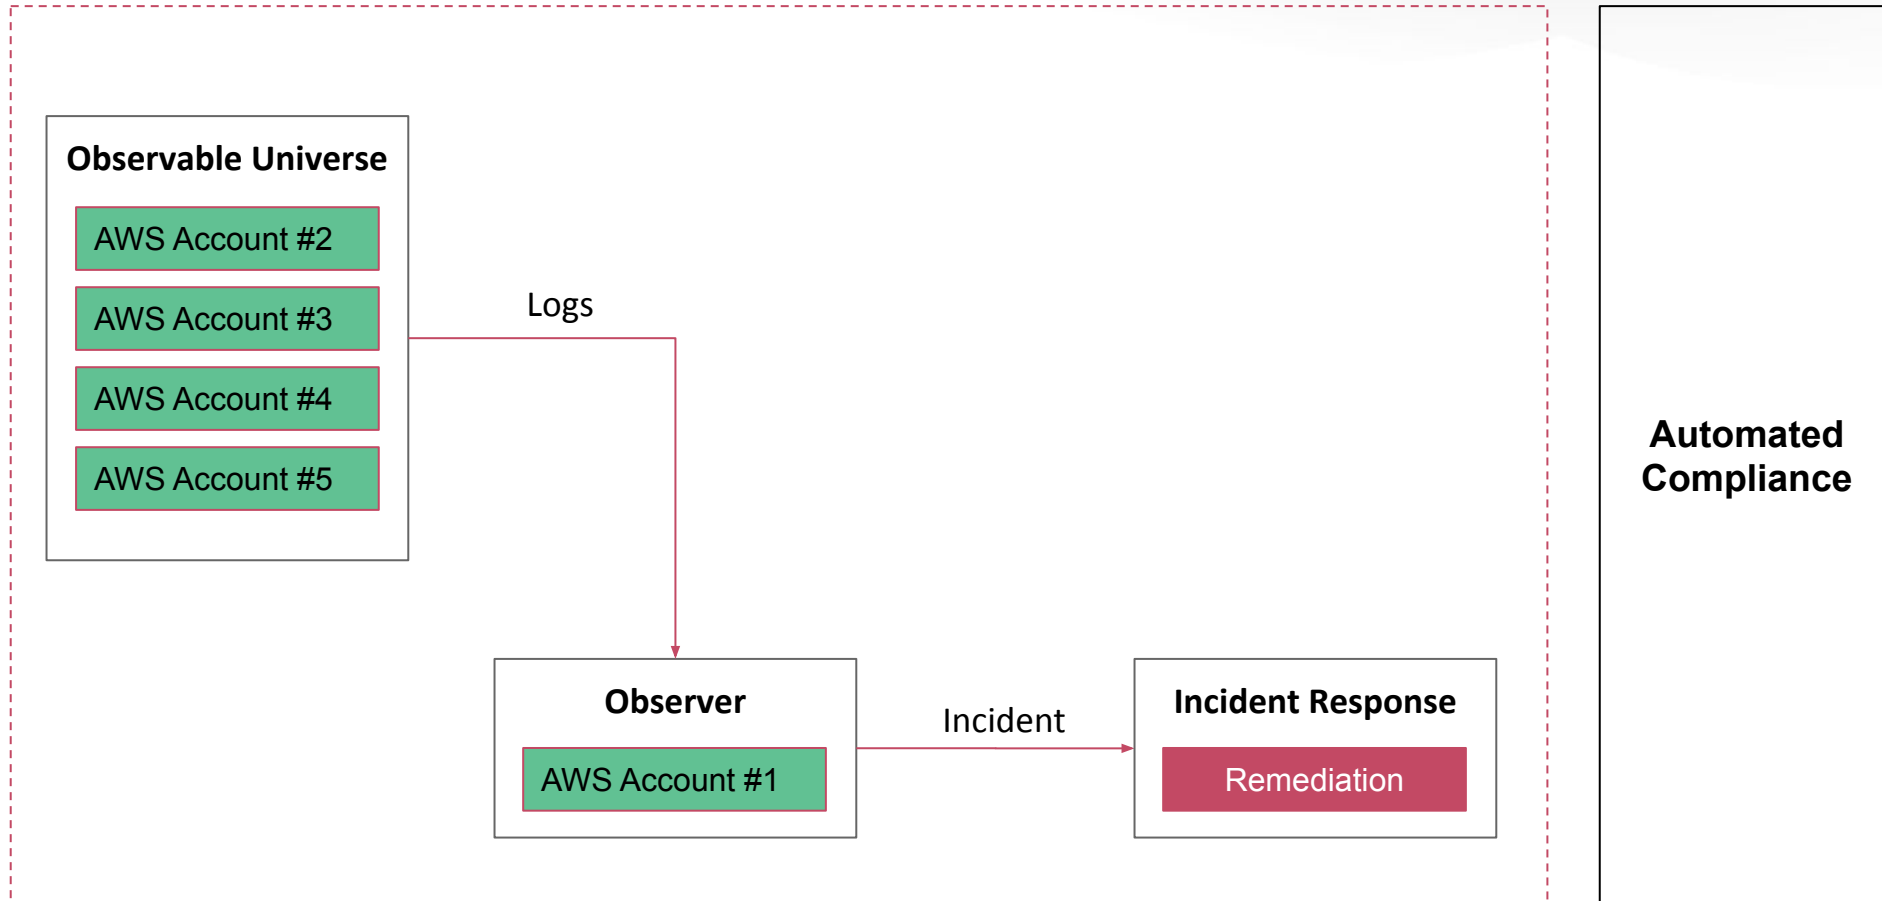 Observable Universe
AWS Account #2
AWS Account #3
AWS Account #4
AWS Account #5
Logs
Observer
AWS Account #1
Incident
Incident Response
Remediation
Automated
Compliance